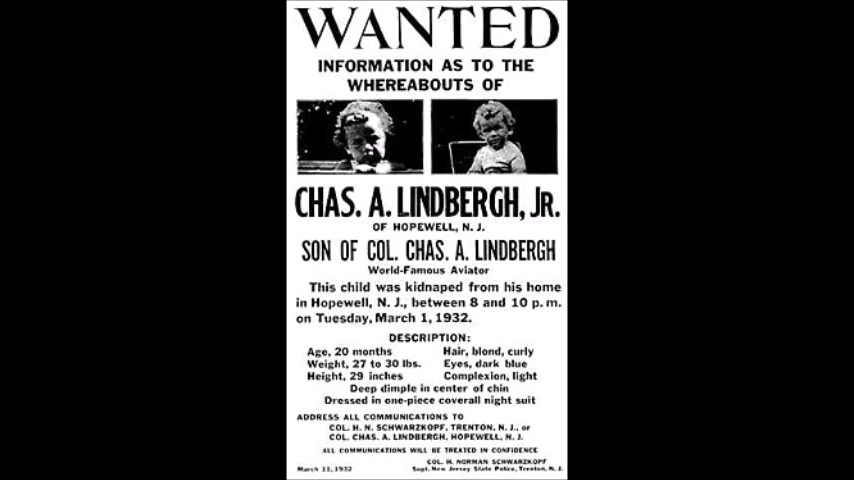 WANTED
INFORMATION AS TO THE
WHEREABOUTS OF
CHAS. A. LINDBERGH, JR.
OF HOPEWELL, N. J.
SON OF COL. CHAS. A. LINDBERGH
World-Famous Aviator
This child was kidnaped from his home
in Hopewell, N. J., between 8 and 10 p. m.
on Tuesday, March 1, 1932.
DESCRIPTION:
Age, 20 months Hair, blond, curly
Weight, 27 to 30 lbs. Eyes, dark blue
Height, 29 inches Complexion, light
Deep dimple in center of chin
Dressed in one-piece coverall night suit
ADDRESS ALL COMMUNICATIONS TO
COL. H. N. SCHWARZKOPF, TRENTON, N. J., or
COL. CHAS. A. LINDBERGH, HOPEWELL, N. J.
ALL COMMUNICATIONS WILL BE TREATED IN CONFIDENCE
COL. H. NORMAN SCHWARZKOPF
March 11, 1932 Supt. New Jersey State Police, Trenton, N. J.